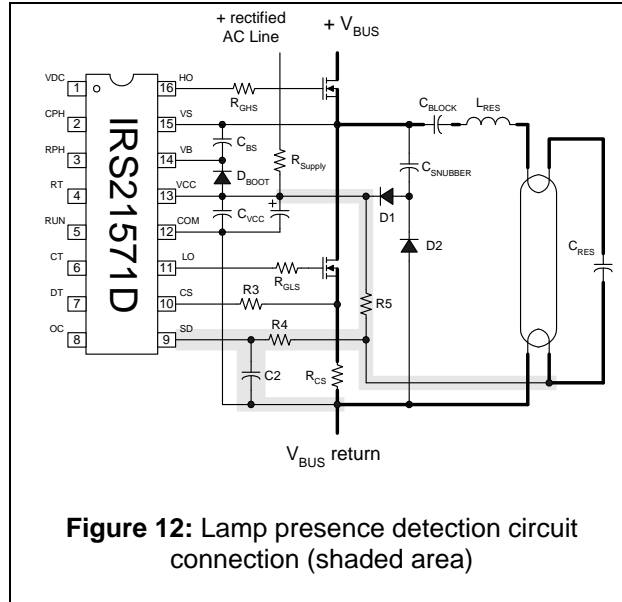 + rectified
AC Line
+ VBUS
VDC 1
CPH 2
RPH 3
RT 4
RUN 5
CT 6
DT 7
OC 8
IRS21571D
16 HO
15 VS
14 VB
13 VCC
12 COM
11 LO
10 CS
9 SD
RGHS
CBS
DBOOT
RSupply
CVCC
+
RGLS
R3
R4
C2
RCS
R5
D1
D2
CSNUBBER
CBLOCK
LRES
CRES
VBUS return
Figure 12: Lamp presence detection circuit
connection (shaded area)